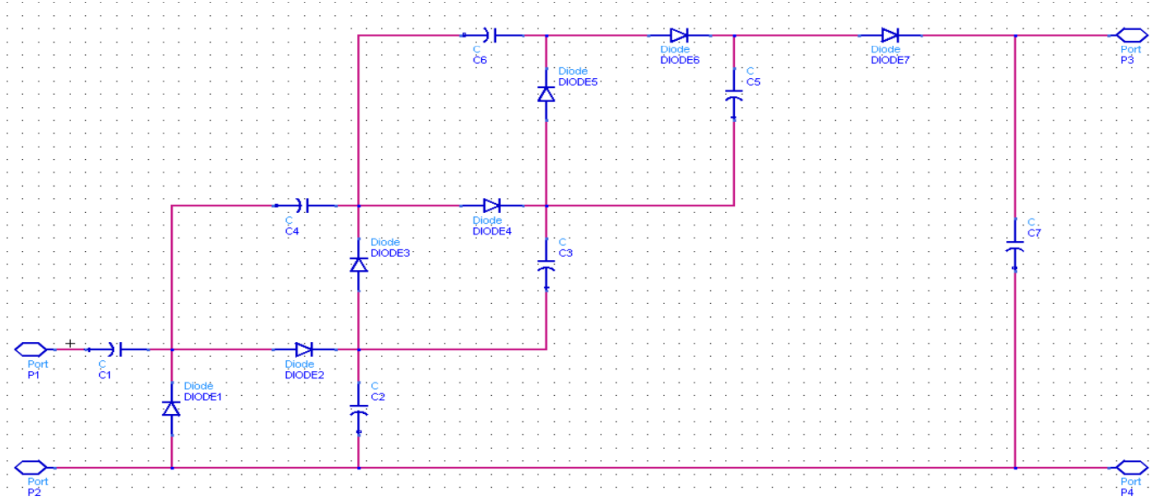 C
C6
Diode
DIODE6
Diode
DIODE7
Port
P3
Diode
DIODE5
C
C5
C
C4
Diode
DIODE4
C
C7
Diode
DIODE3
C
C3
Port
P1
C
C1
Diode
DIODE2
Diode
DIODE1
C
C2
Port
P2
Port
P4